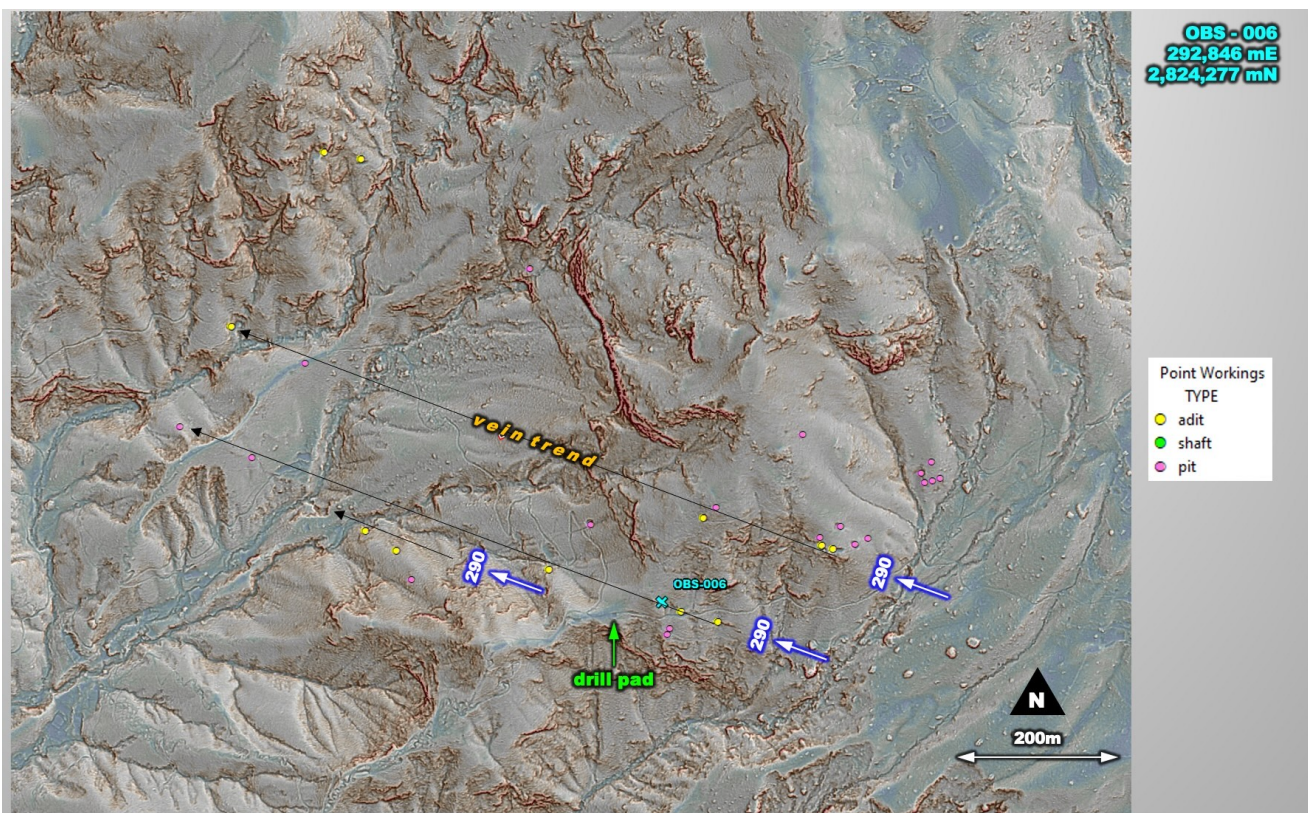 OBS - 006
292,846 mE
2,824,277 mN
Point Workings
TYPE
adit
shaft
pit
vein trend
290
OBS-006
290
290
drill pad
N
200m